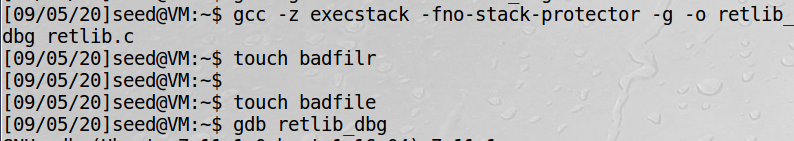 [09/05/20]seed@VM:~$ gcc -z execstack -fno-stack-protector -g -o retlib_
dbg retlib.c
[09/05/20]seed@VM:~$ touch badfilr
[09/05/20]seed@VM:~$
[09/05/20]seed@VM:~$ touch badfile
[09/05/20]seed@VM:~$ gdb retlib_dbg